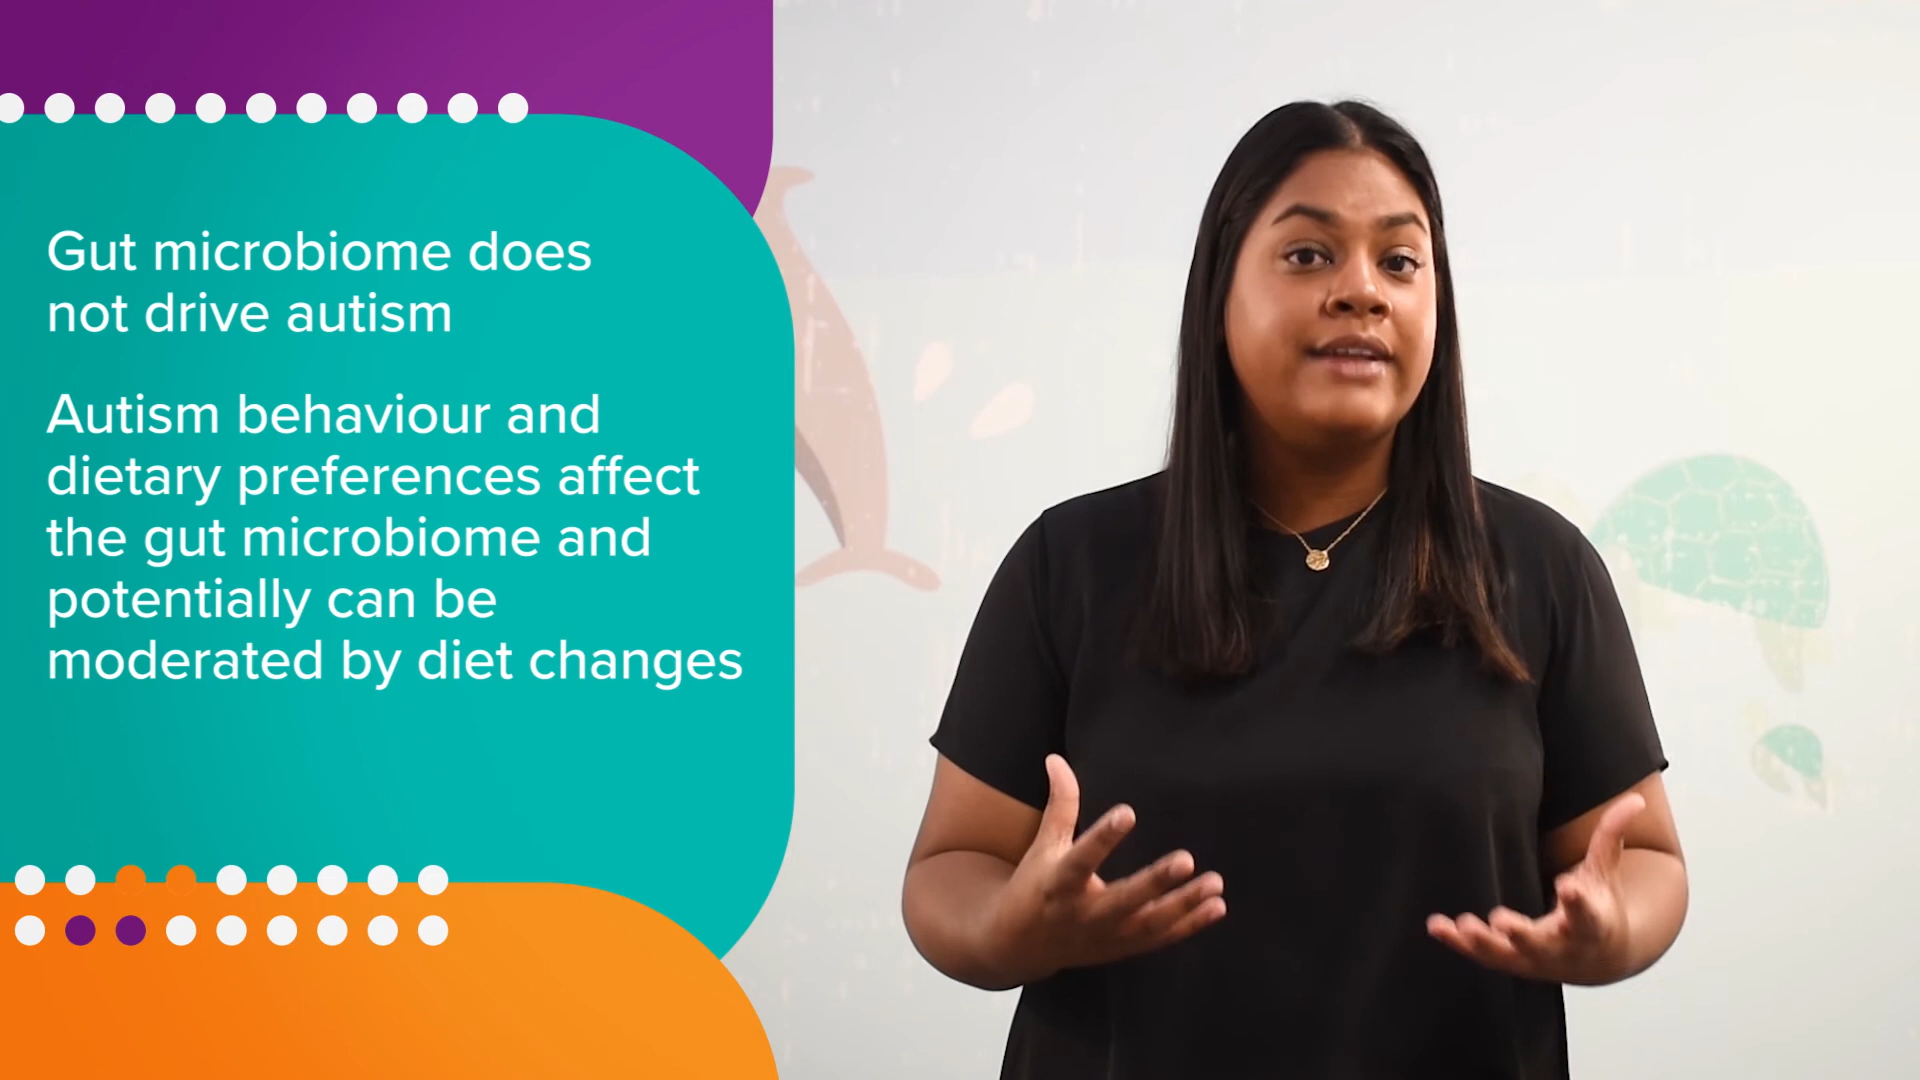 Gut microbiome does
not drive autism
Autism behaviour and
dietary preferences affect
the gut microbiome and
potentially can be
moderated by diet changes